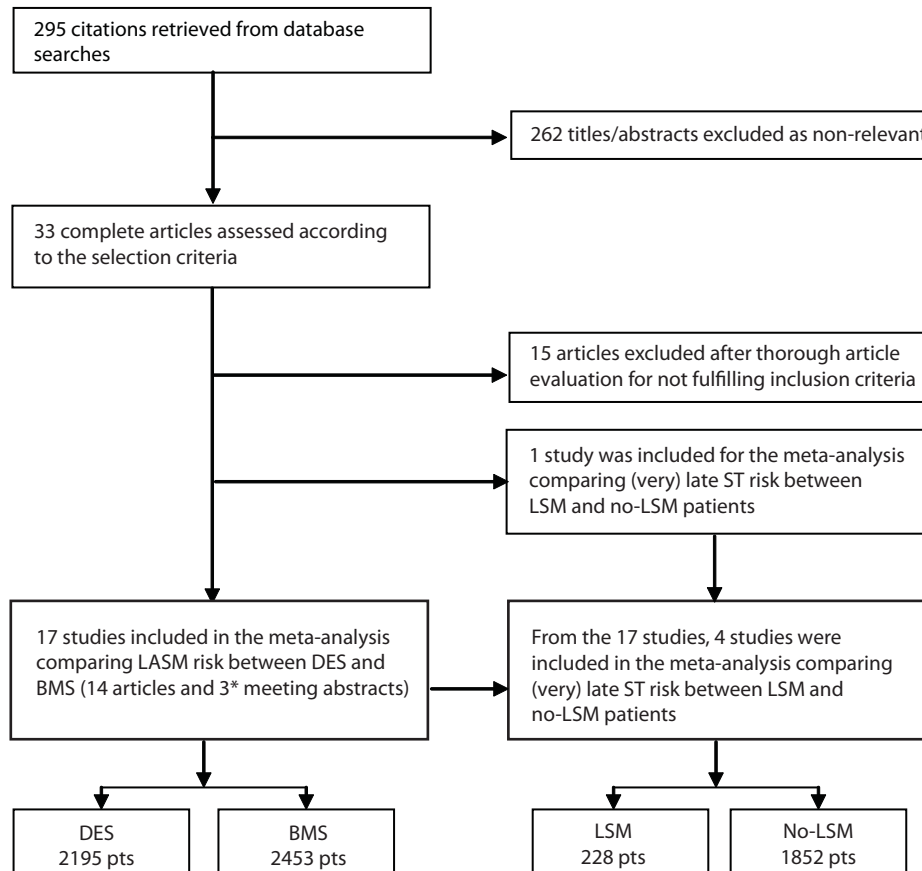 295 citations retrieved from database
searches
262 titles/abstracts excluded as non-relevant
33 complete articles assessed according
to the selection criteria
15 articles excluded after thorough article
evaluation for not fulfilling inclusion criteria
1 study was included for the meta-analysis
comparing (very) late ST risk between
LSM and no-LSM patients
17 studies included in the meta-analysis
comparing LASM risk between DES and
BMS (14 articles and 3* meeting abstracts)
From the 17 studies, 4 studies were
included in the meta-analysis comparing
(very) late ST risk between LSM and
no-LSM patients
DES
2195 pts
BMS
2453 pts
LSM
228 pts
No-LSM
1852 pts